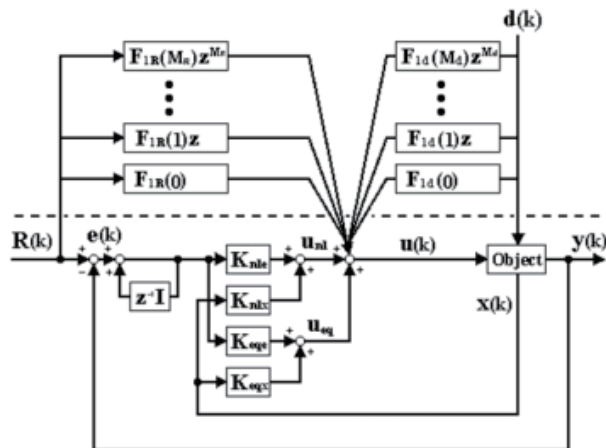 d(k)
F1R(MR)z^MR
F1d(Md)z^Md
F1R(1)z
F1d(1)z
F1R(0)
F1d(0)
R(k)
e(k)
unl
u(k)
y(k)
Knle
Object
z⁻¹I
Knlx
x(k)
ueq
Keqe
Keqx